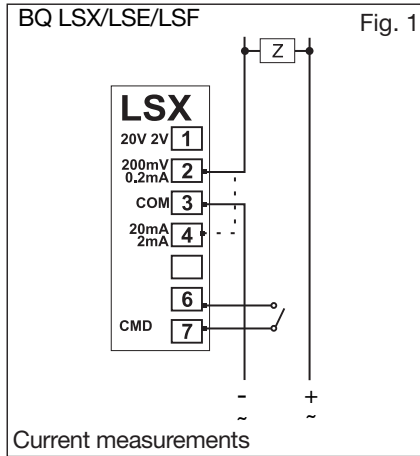 BQ LSX/LSE/LSF
Fig. 1
Z
LSX
20V 2V 1
200mV 2
0.2mA
COM 3
20mA 4
2mA
6
CMD 7
- +
~ ~
Current measurements